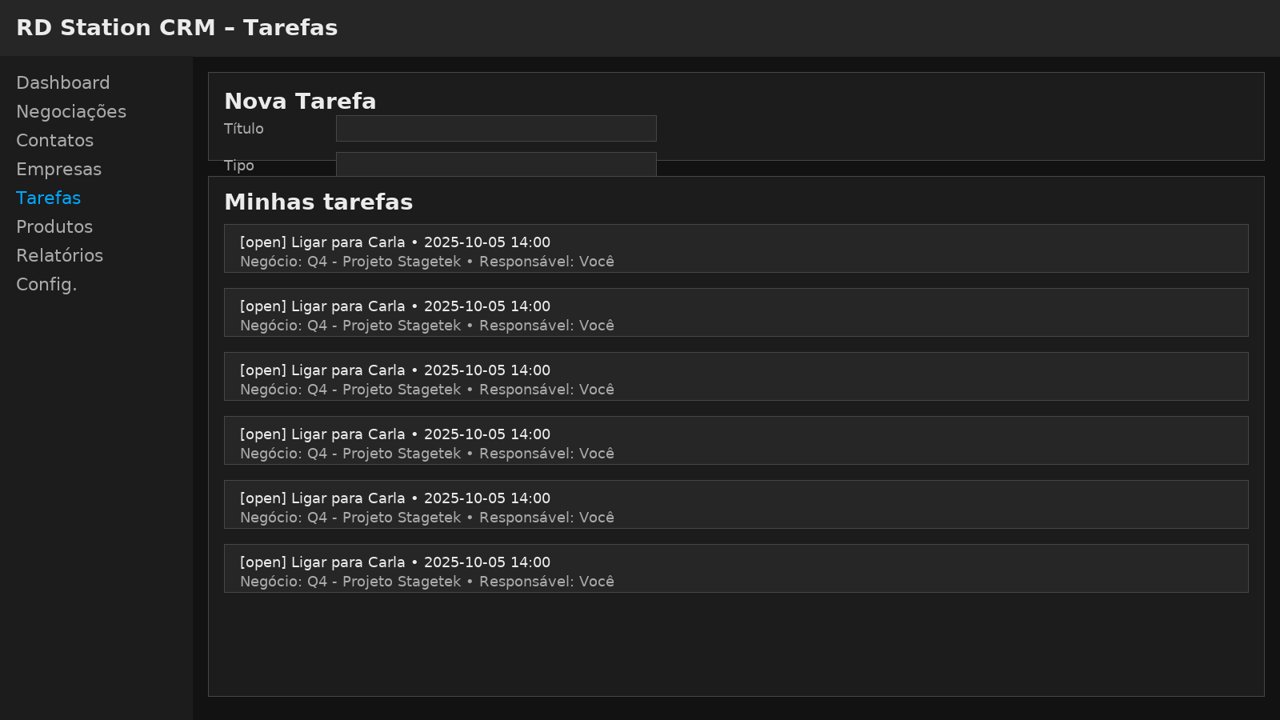 RD Station CRM – Tarefas
Dashboard
Negociações
Contatos
Empresas
Tarefas
Produtos
Relatórios
Config.
Nova Tarefa
Título
Tipo
Minhas tarefas
[open] Ligar para Carla • 2025-10-05 14:00
Negócio: Q4 - Projeto Stagetek • Responsável: Você
[open] Ligar para Carla • 2025-10-05 14:00
Negócio: Q4 - Projeto Stagetek • Responsável: Você
[open] Ligar para Carla • 2025-10-05 14:00
Negócio: Q4 - Projeto Stagetek • Responsável: Você
[open] Ligar para Carla • 2025-10-05 14:00
Negócio: Q4 - Projeto Stagetek • Responsável: Você
[open] Ligar para Carla • 2025-10-05 14:00
Negócio: Q4 - Projeto Stagetek • Responsável: Você
[open] Ligar para Carla • 2025-10-05 14:00
Negócio: Q4 - Projeto Stagetek • Responsável: Você